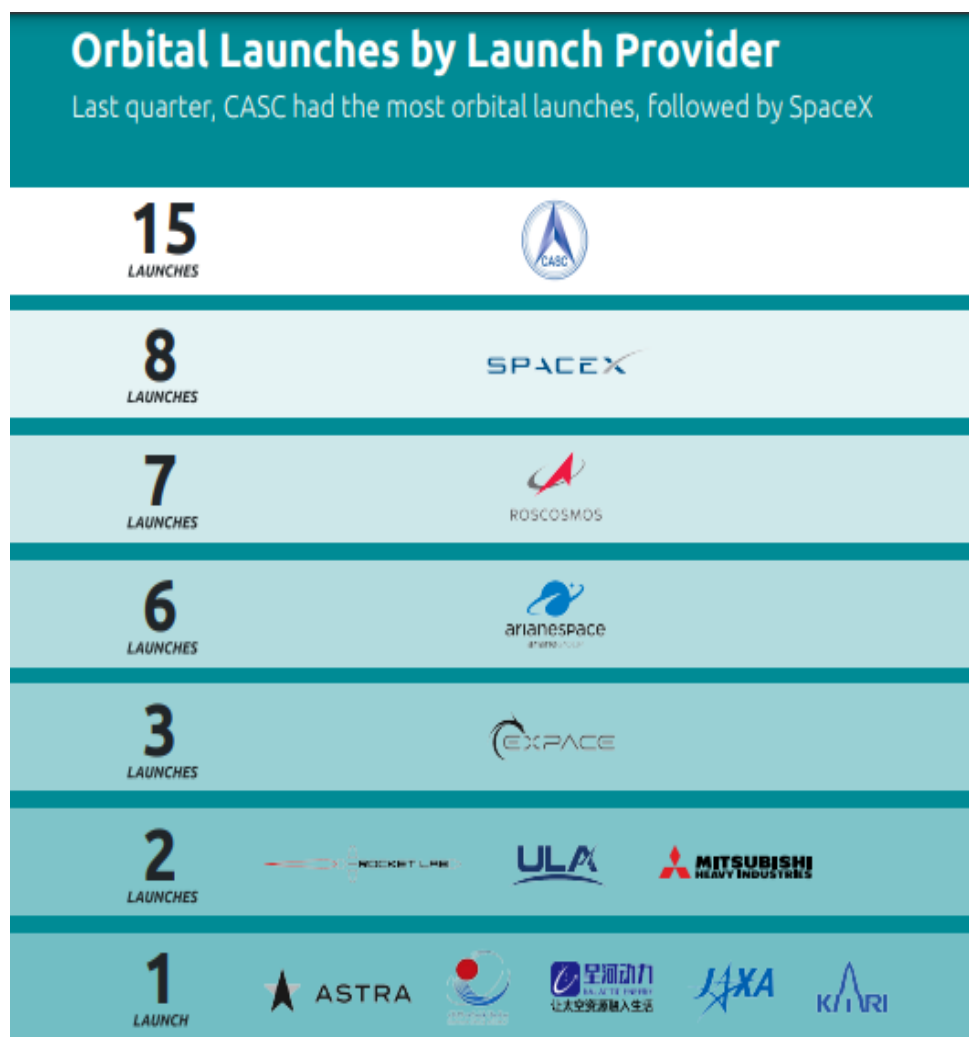 Orbital Launches by Launch Provider
Last quarter, CASC had the most orbital launches, followed by SpaceX
15
LAUNCHES
CASC
8
LAUNCHES
SPACEX
7
LAUNCHES
ROSCOSMOS
6
LAUNCHES
arianespace
3
LAUNCHES
EXPACE
2
LAUNCHES
ROCKET LAB
ULA
MITSUBISHI
HEAVY INDUSTRIES
1
LAUNCH
ASTRA
星河动力
GALACTIC ENERGY
让太空资源融入生活
JAXA
KARI